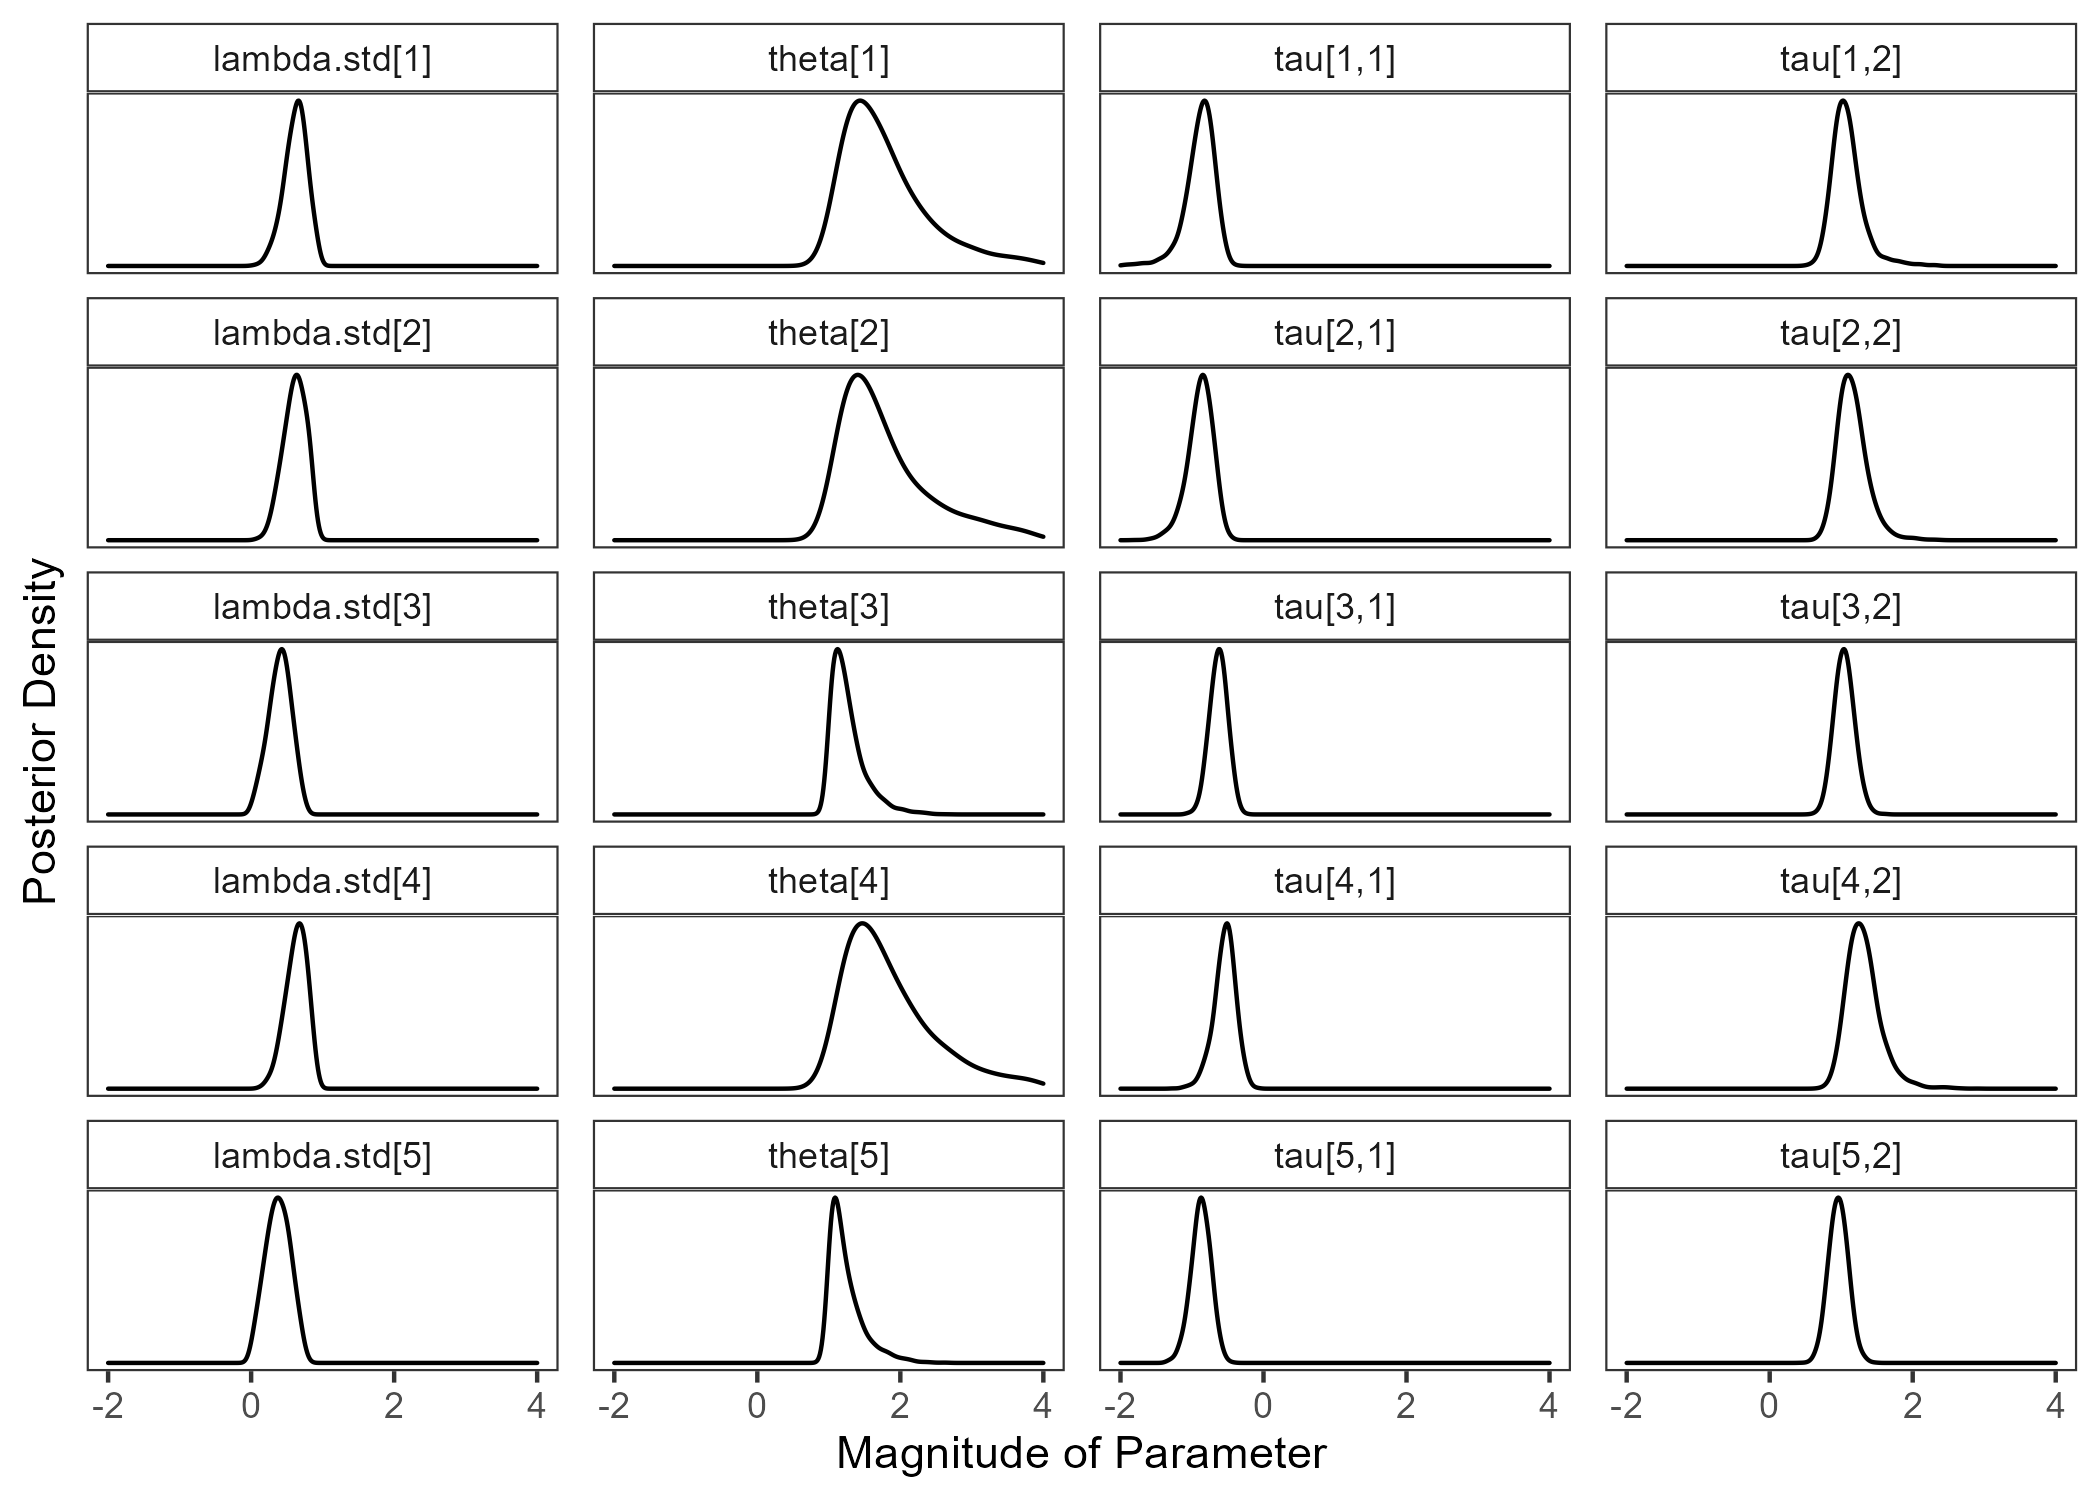 lambda.std[1]
theta[1]
tau[1,1]
tau[1,2]
lambda.std[2]
theta[2]
tau[2,1]
tau[2,2]
lambda.std[3]
theta[3]
tau[3,1]
tau[3,2]
lambda.std[4]
theta[4]
tau[4,1]
tau[4,2]
lambda.std[5]
theta[5]
tau[5,1]
tau[5,2]
Posterior Density
-2 0 2 4
-2 0 2 4
-2 0 2 4
-2 0 2 4
Magnitude of Parameter